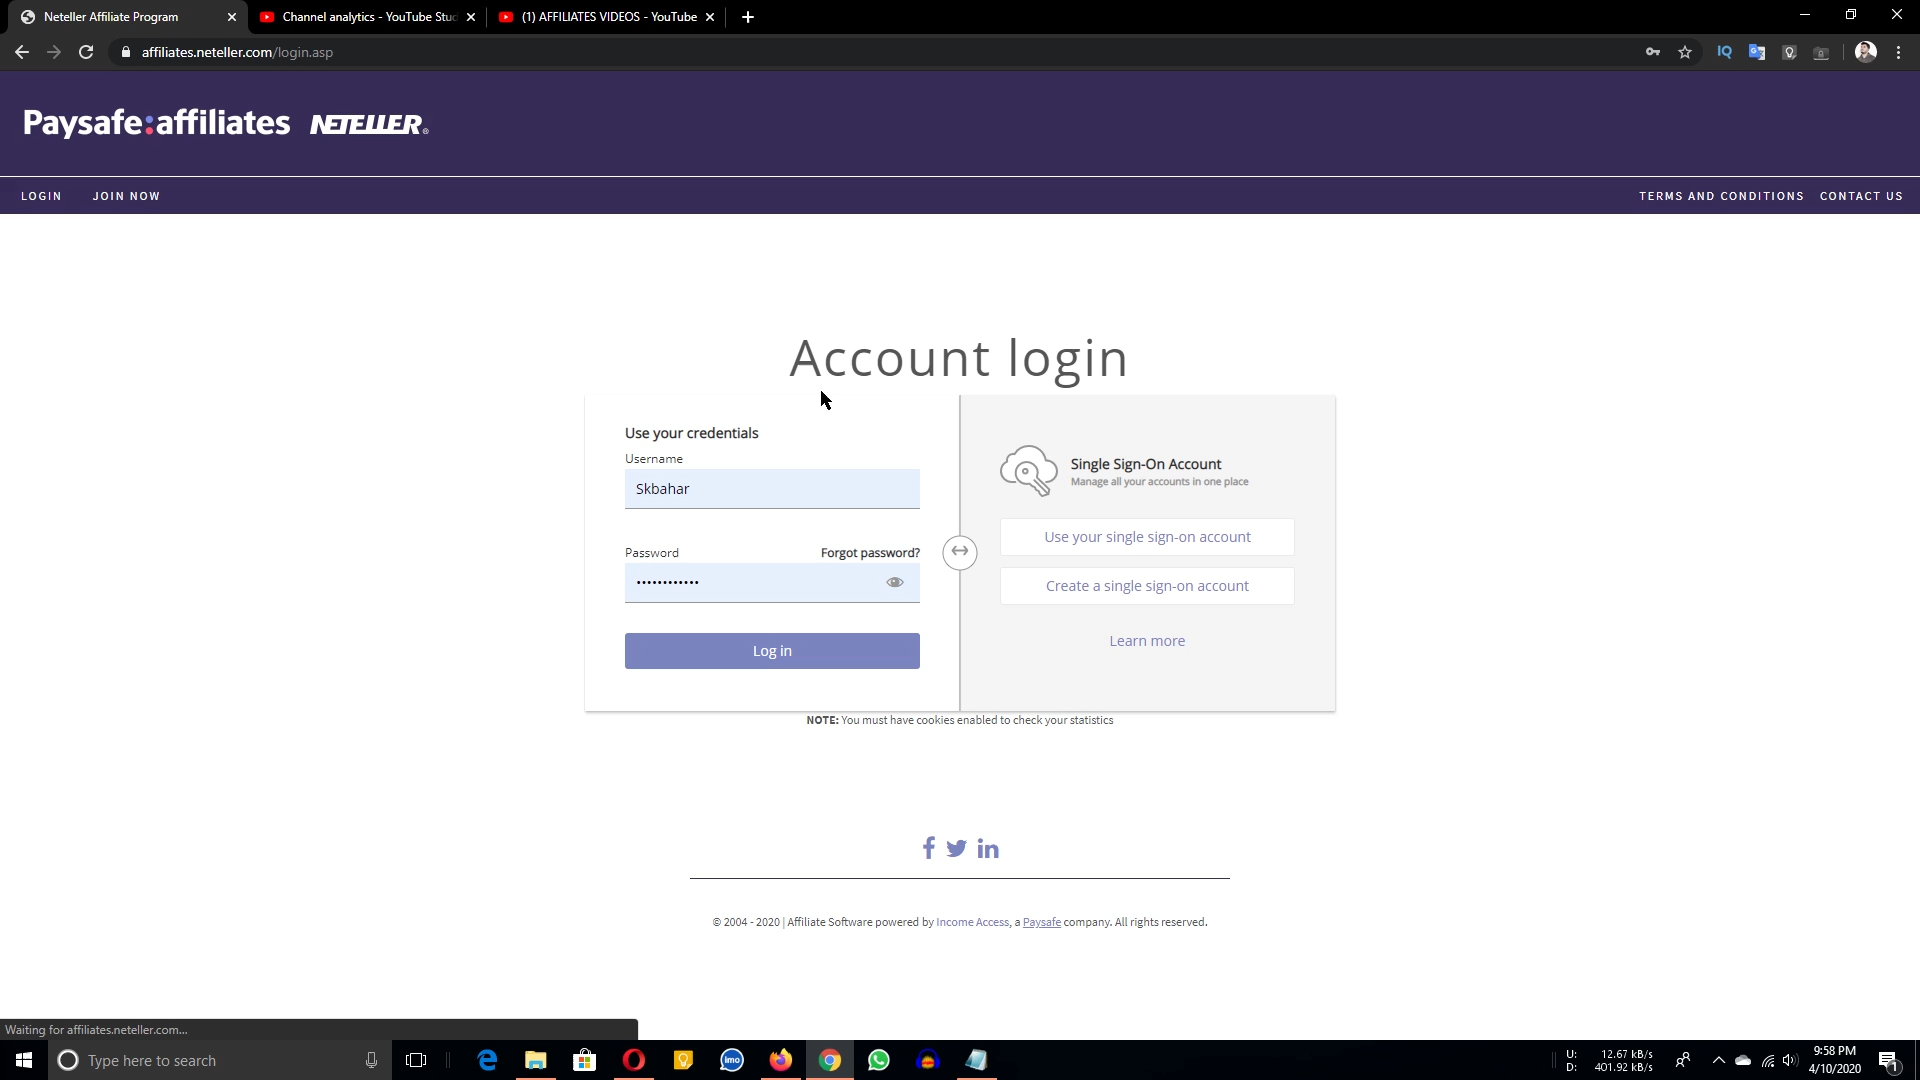 Neteller Affiliate Program
Channel analytics - YouTube Stud
(1) AFFILIATES VIDEOS - YouTube
affiliates.neteller.com/login.asp
IQ
Paysafe:affiliates NETELLER®
LOGIN JOIN NOW
TERMS AND CONDITIONS CONTACT US
Account login
Use your credentials
Username
Skbahar
Password Forgot password?
••••••••••••
Log in
Single Sign-On Account
Manage all your accounts in one place
Use your single sign-on account
Create a single sign-on account
Learn more
NOTE: You must have cookies enabled to check your statistics
© 2004 - 2020 | Affiliate Software powered by Income Access, a Paysafe company. All rights reserved.
Waiting for affiliates.neteller.com...
Type here to search
imo
U: 12.67 kB/s
D: 401.92 kB/s
9:58 PM
4/10/2020
1